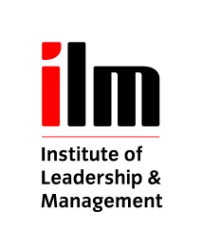 ilm
Institute of
Leadership &
Management